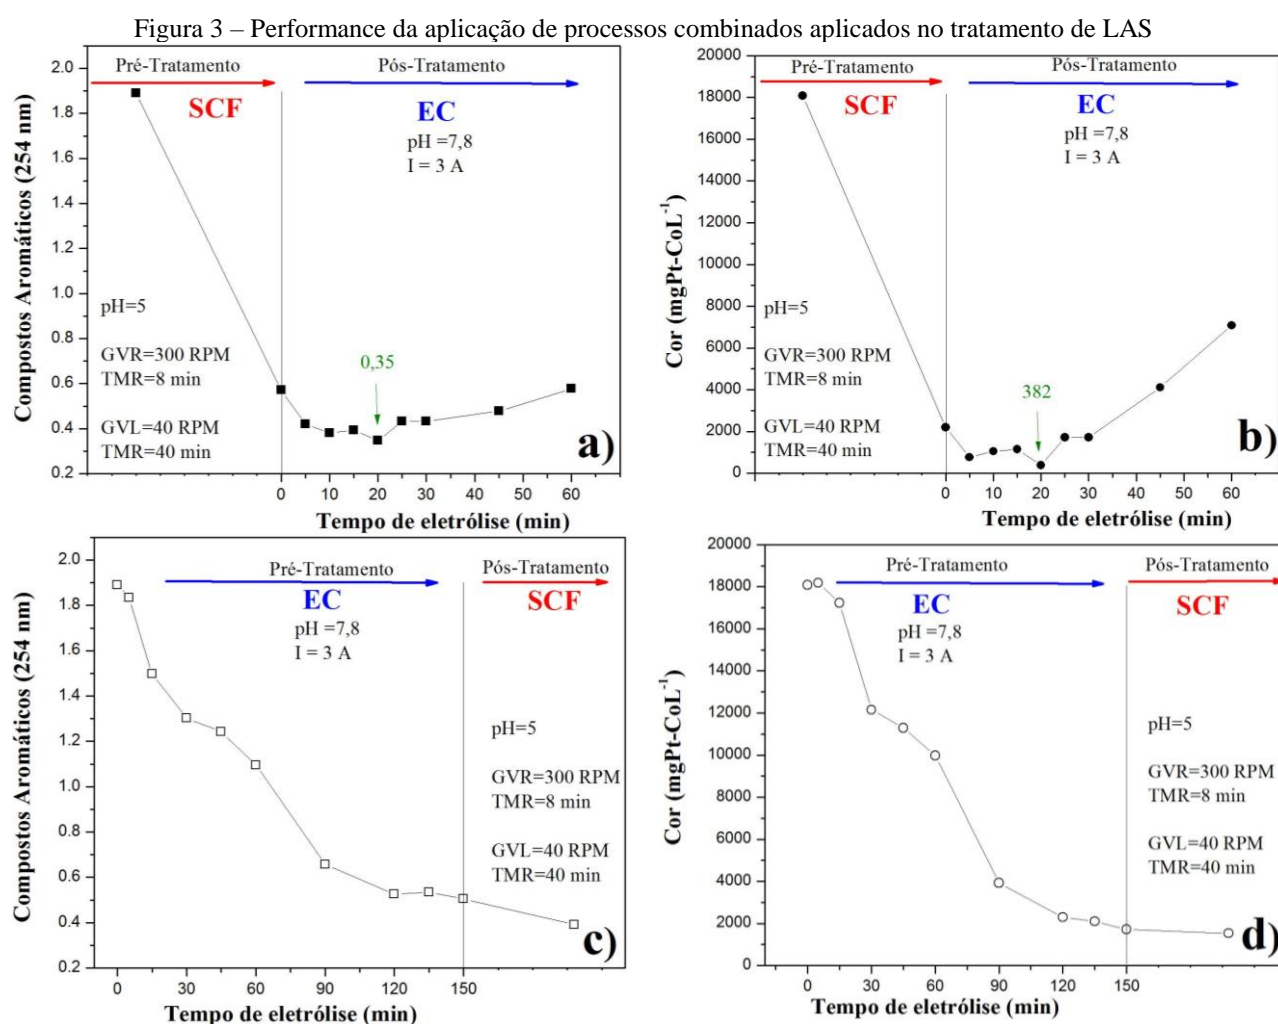 Figura 3 – Performance da aplicação de processos combinados aplicados no tratamento de LAS
Compostos Aromáticos (254 nm)
2.0
1.8
1.6
1.4
1.2
1.0
0.8
0.6
0.4
0.2
Pré-Tratamento
Pós-Tratamento
SCF
EC
pH =7,8
I = 3 A
pH=5
GVR=300 RPM
TMR=8 min
GVL=40 RPM
TMR=40 min
0,35
a)
0 10 20 30 40 50 60
Tempo de eletrólise (min)
Cor (mgPt-CoL⁻¹)
20000
18000
16000
14000
12000
10000
8000
6000
4000
2000
0
Pré-Tratamento
Pós-Tratamento
SCF
EC
pH =7,8
I = 3 A
pH=5
GVR=300 RPM
TMR=8 min
GVL=40 RPM
TMR=40 min
382
b)
0 10 20 30 40 50 60
Tempo de eletrólise (min)
Compostos Aromáticos (254 nm)
2.0
1.8
1.6
1.4
1.2
1.0
0.8
0.6
0.4
0.2
Pré-Tratamento
Pós-Tratamento
EC
SCF
pH =7,8
I = 3 A
pH=5
GVR=300 RPM
TMR=8 min
GVL=40 RPM
TMR=40 min
c)
0 30 60 90 120 150
Tempo de eletrólise (min)
Cor (mgPt-CoL⁻¹)
20000
18000
16000
14000
12000
10000
8000
6000
4000
2000
0
Pré-Tratamento
Pós-Tratamento
EC
SCF
pH =7,8
I = 3 A
pH=5
GVR=300 RPM
TMR=8 min
GVL=40 RPM
TMR=40 min
d)
0 30 60 90 120 150
Tempo de eletrólise (min)